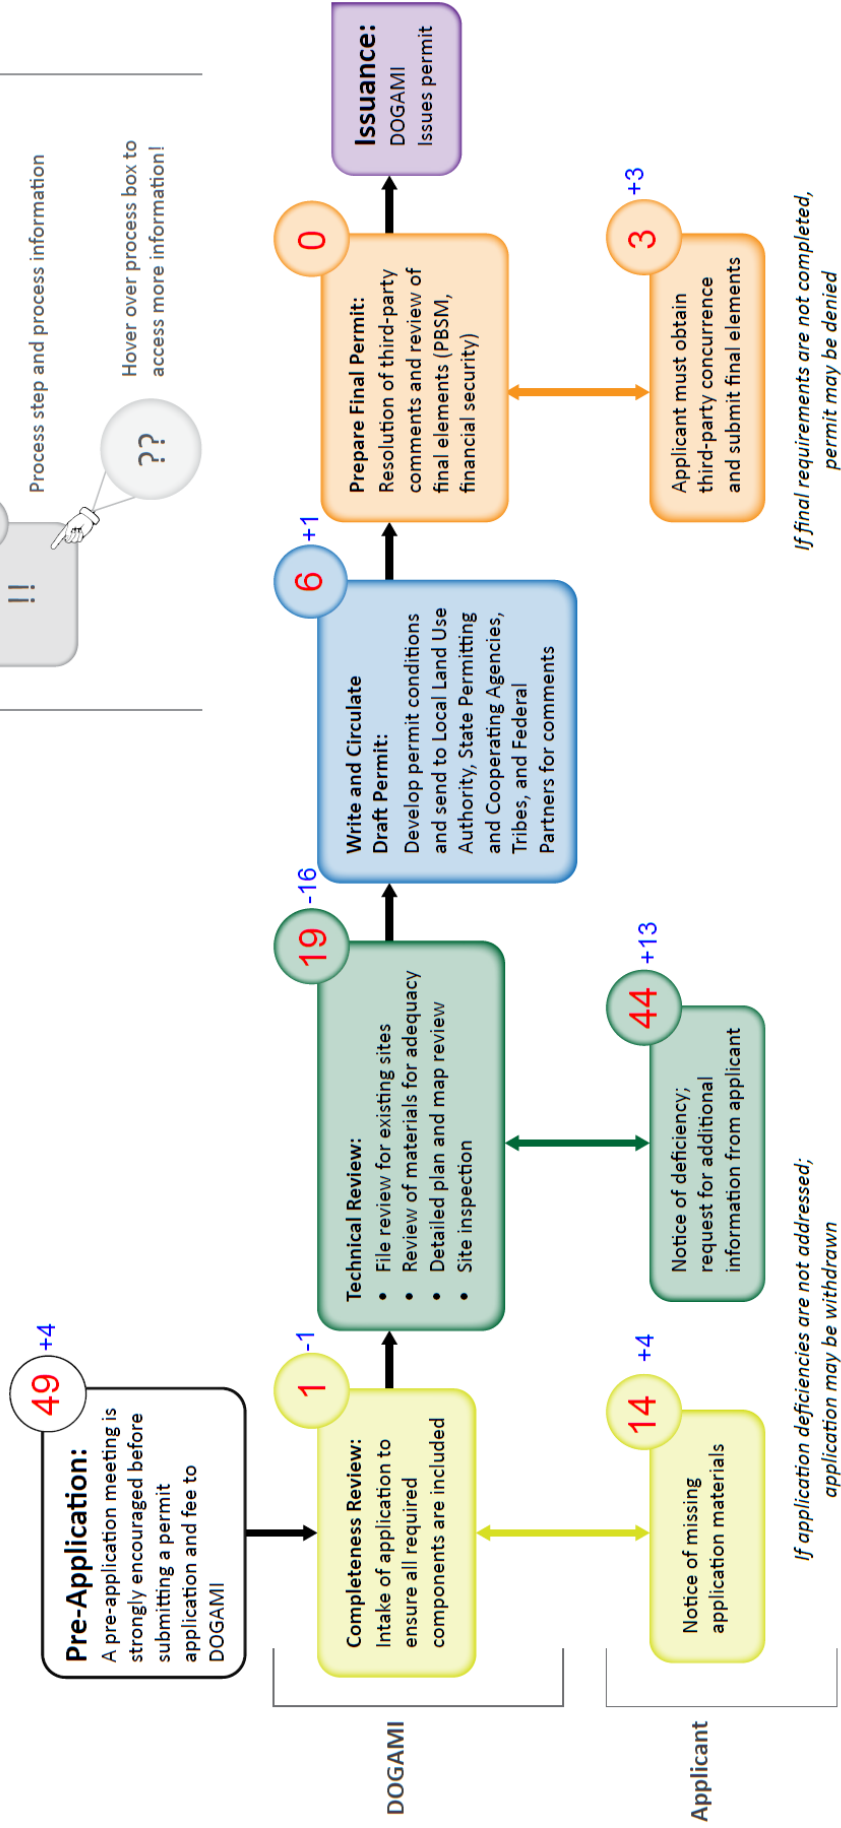 !!
Process step and process information
??
Hover over process box to
access more information!
49
+4
Pre-Application:
A pre-application meeting is
strongly encouraged before
submitting a permit
application and fee to
DOGAMI
DOGAMI
1
-1
Completeness Review:
Intake of application to
ensure all required
components are included
19
-16
Technical Review:
• File review for existing sites
• Review of materials for adequacy
• Detailed plan and map review
• Site inspection
6
+1
Write and Circulate
Draft Permit:
Develop permit conditions
and send to Local Land Use
Authority, State Permitting
and Cooperating Agencies,
Tribes, and Federal
Partners for comments
0
Prepare Final Permit:
Resolution of third-party
comments and review of
final elements (PBSM,
financial security)
Issuance:
DOGAMI
Issues permit
Applicant
14
+4
Notice of missing
application materials
44
+13
Notice of deficiency;
request for additional
information from applicant
3
+3
Applicant must obtain
third-party concurrence
and submit final elements
If application deficiencies are not addressed;
application may be withdrawn
If final requirements are not completed,
permit may be denied